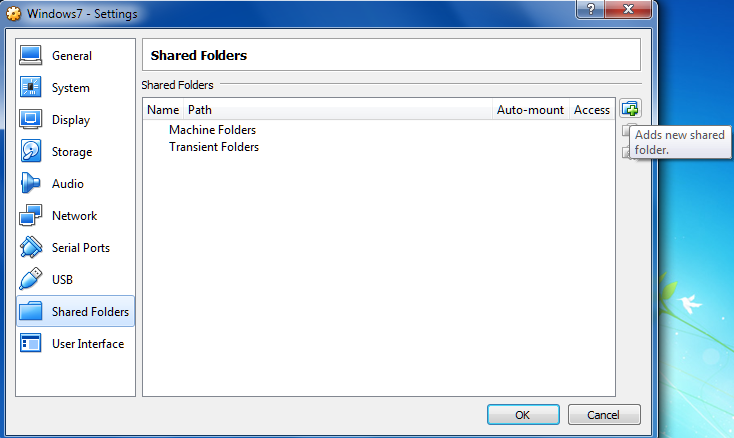 Windows7 - Settings
General
System
Display
Storage
Audio
Network
Serial Ports
USB
Shared Folders
User Interface
Shared Folders
Shared Folders
Name Path Auto-mount Access
Machine Folders
Transient Folders
Adds new shared
folder.
OK Cancel